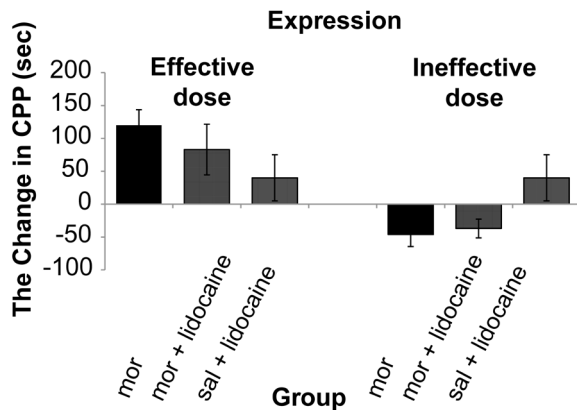 Expression
The Change in CPP (sec)
200
150
100
50
0
-50
-100
Effective
dose
Ineffective
dose
mor
mor + lidocaine
sal + lidocaine
mor
mor + lidocaine
sal + lidocaine
Group